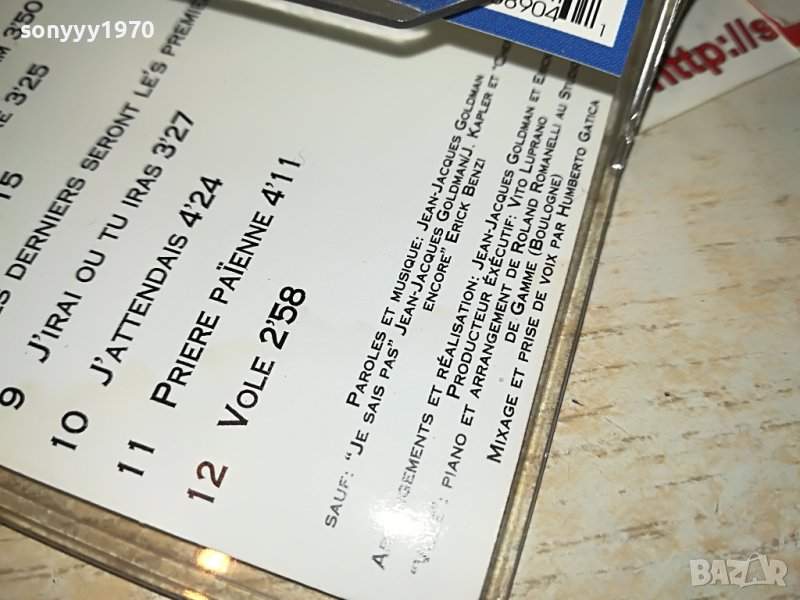 sonyyy1970
3'50
3'25
DERNIERS SERONT LES PREMIE
9 J'IRAI OU TU IRAS 3'27
10 J'ATTENDAIS 4'24
11 PRIERE PAÏENNE 4'11
12 VOLE 2'58
PAROLES ET MUSIQUE: JEAN-JACQUES GOLDMAN
SAUF: "JE SAIS PAS" JEAN-JACQUES GOLDMAN/J. KAPLER ET
ENCORE" ERICK BENZI
ARRANGEMENTS ET RÉALISATION: JEAN-JACQUES GOLDMAN ET
PRODUCTEUR EXÉCUTIF: VITO LUPRANO
"VOLE": PIANO ET ARRANGEMENT DE ROLAND ROMANELLI AU STUDIO
DE GAMME (BOULOGNE)
MIXAGE ET PRISE DE VOIX PAR HUMBERTO GATICA
8904
1
http://s
BAZAR